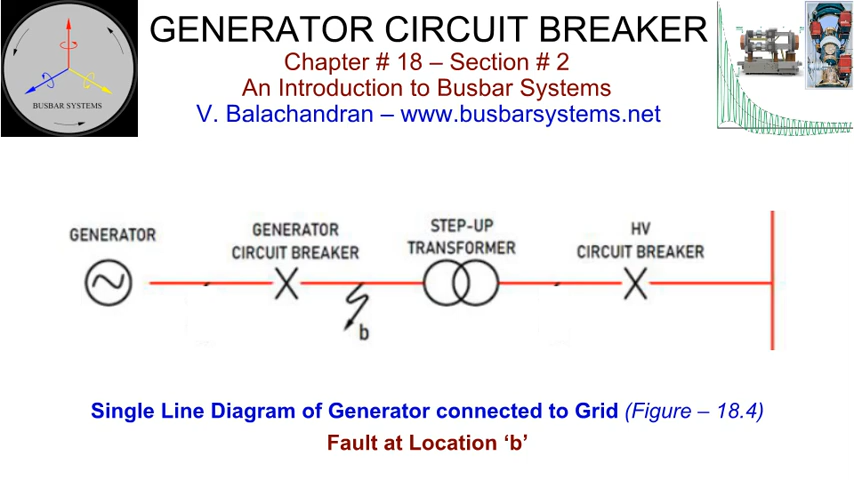 GENERATOR CIRCUIT BREAKER
Chapter # 18 – Section # 2
An Introduction to Busbar Systems
V. Balachandran – www.busbarsystems.net
BUSBAR SYSTEMS
GENERATOR
GENERATOR
CIRCUIT BREAKER
STEP-UP
TRANSFORMER
HV
CIRCUIT BREAKER
b
Single Line Diagram of Generator connected to Grid (Figure – 18.4)
Fault at Location ‘b’